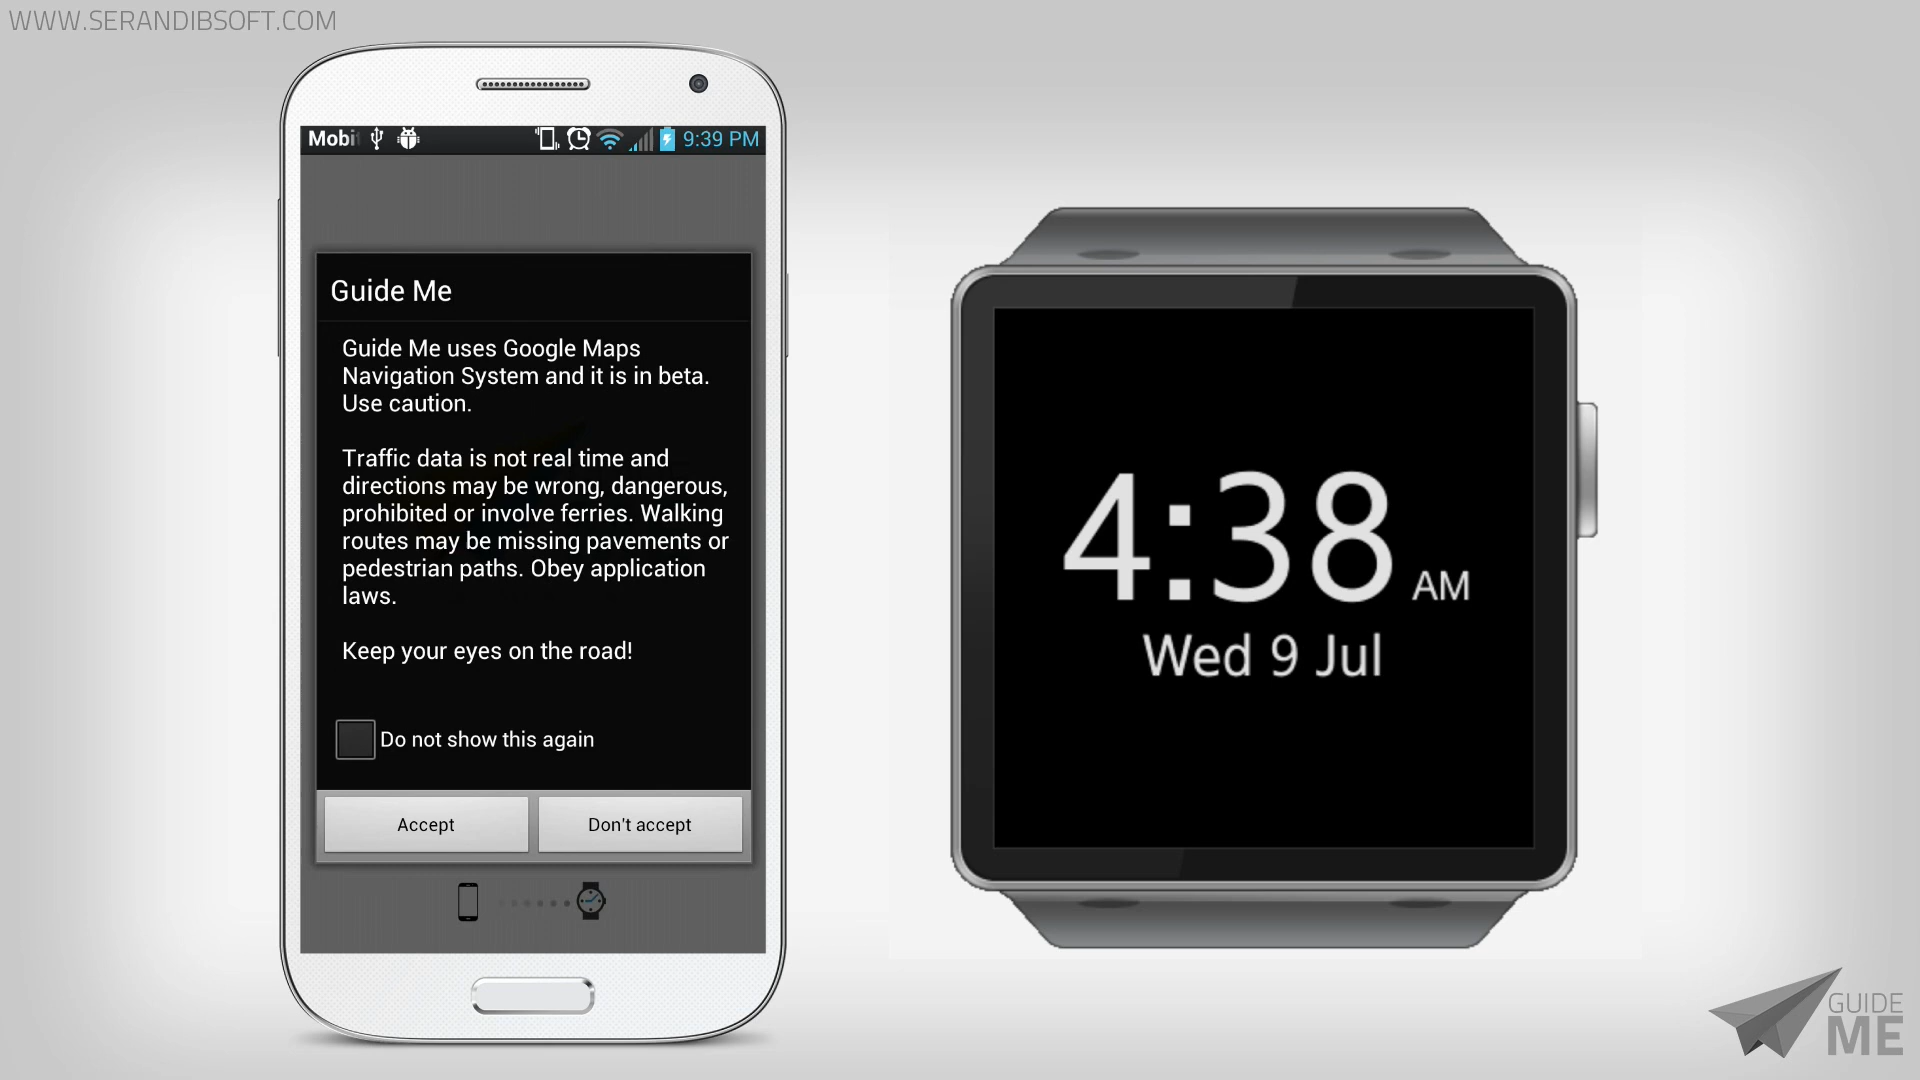 WWW.SERANDIBSOFT.COM
9:39 PM
Guide Me
Guide Me uses Google Maps
Navigation System and it is in beta.
Use caution.
Traffic data is not real time and
directions may be wrong, dangerous,
prohibited or involve ferries. Walking
routes may be missing pavements or
pedestrian paths. Obey application
laws.
Keep your eyes on the road!
Do not show this again
Accept Don't accept
4:38 AM
Wed 9 Jul
GUIDE
ME